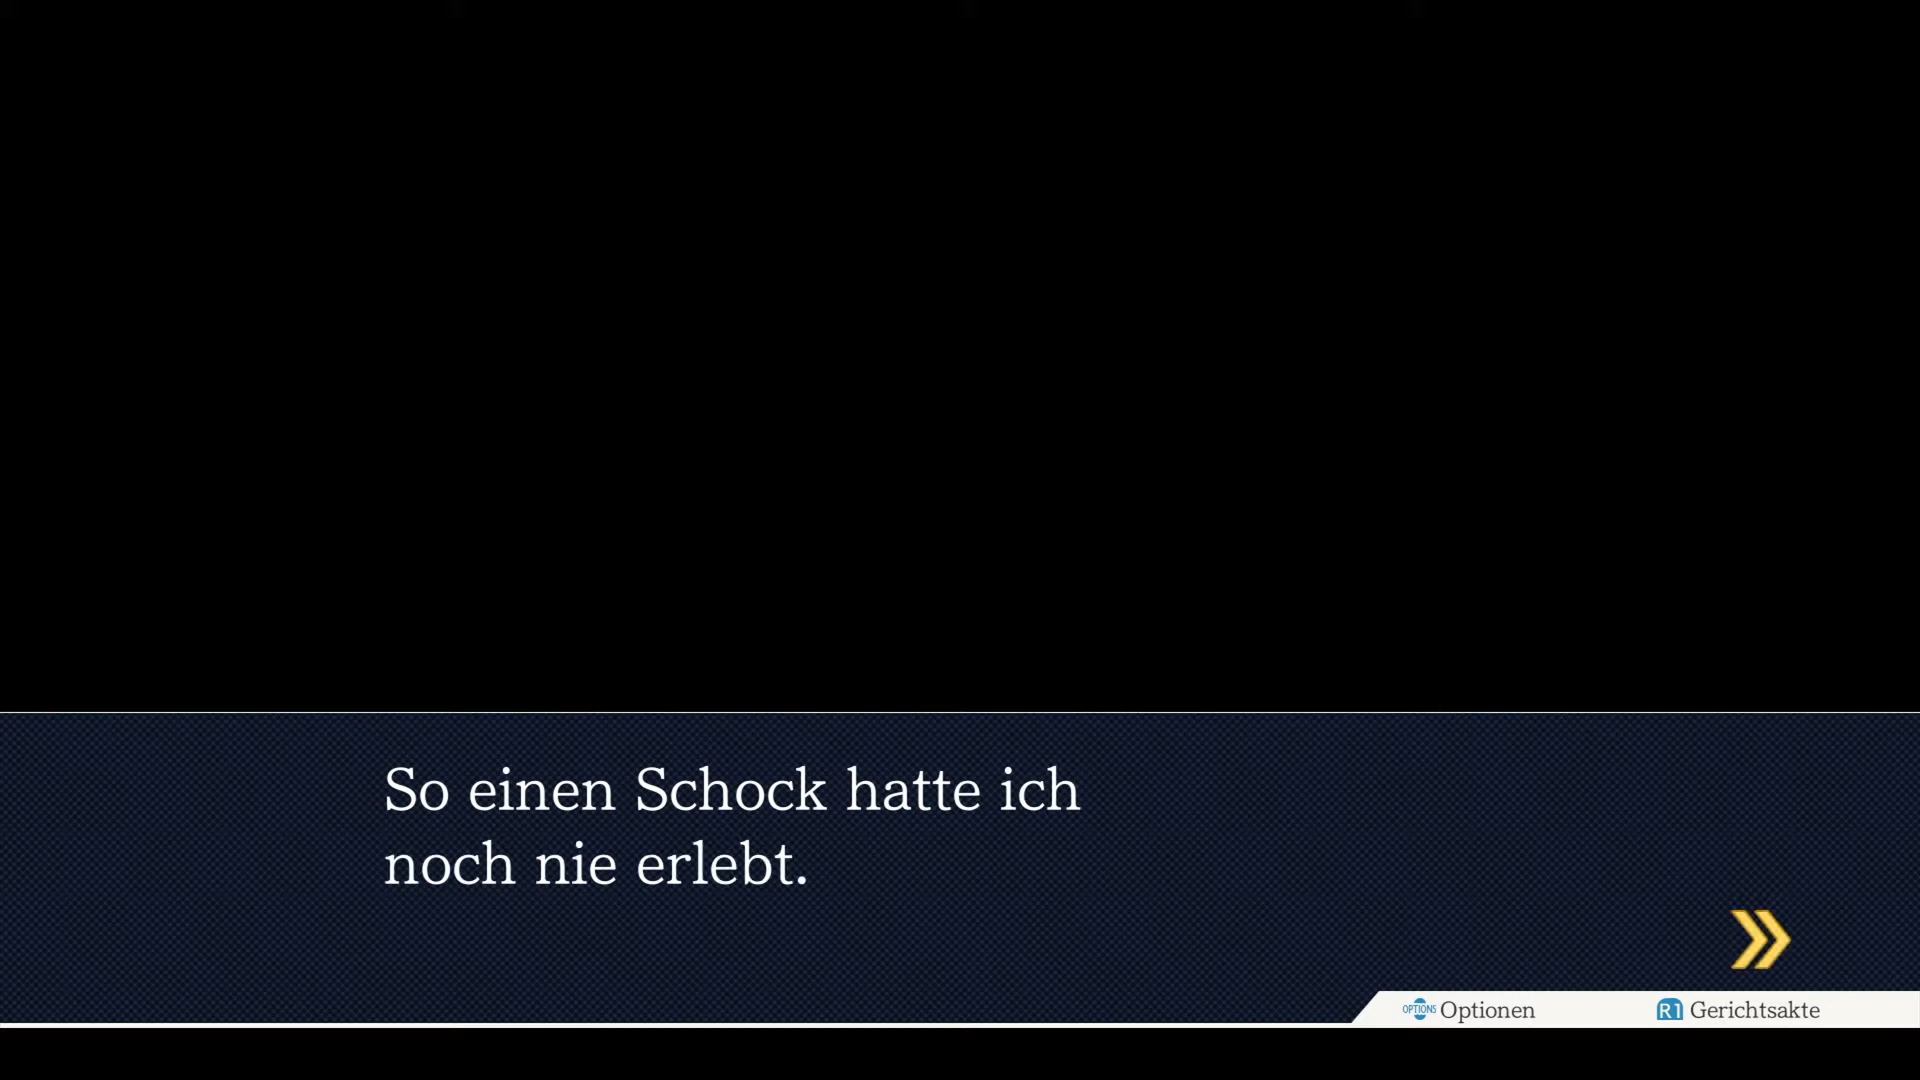 So einen Schock hatte ich
noch nie erlebt.
OPTIONS Optionen
R1 Gerichtsakte